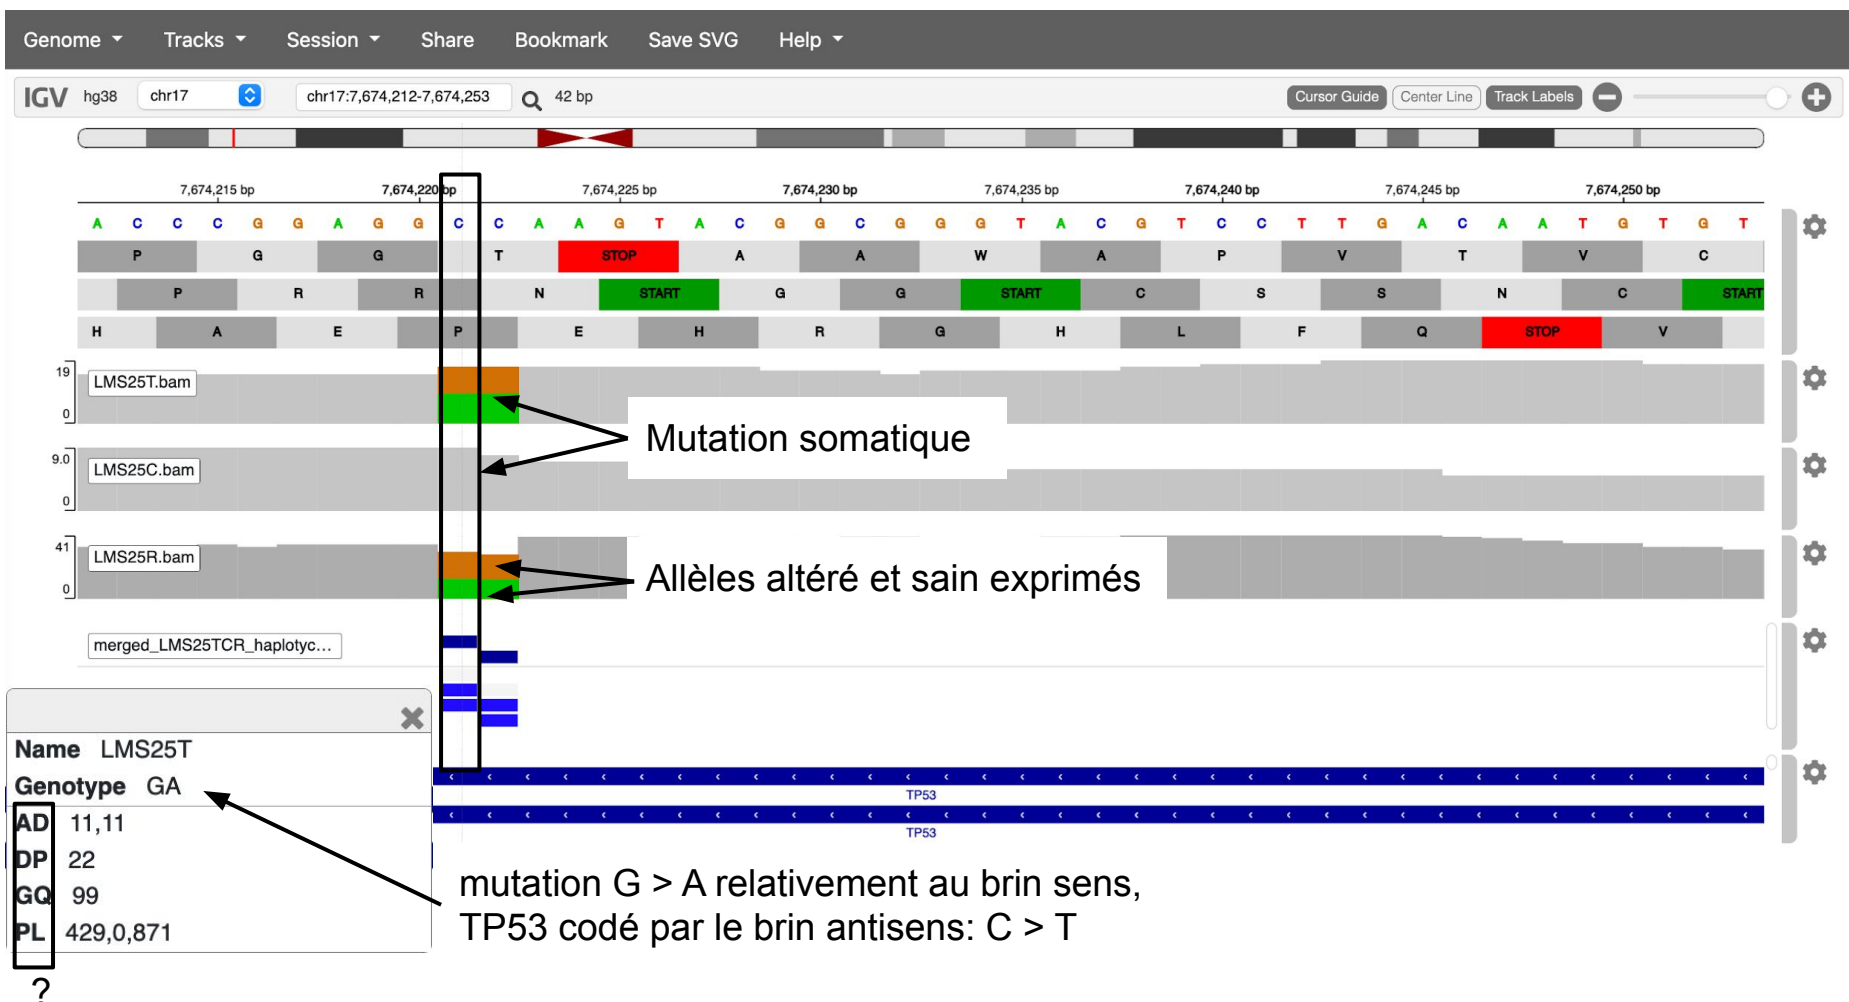 Genome Tracks Session Share Bookmark Save SVG Help
IGV hg38 chr17 chr17:7,674,212-7,674,253 42 bp Cursor Guide Center Line Track Labels
7,674,215 bp 7,674,220 bp 7,674,225 bp 7,674,230 bp 7,674,235 bp 7,674,240 bp 7,674,245 bp 7,674,250 bp
A C C C G G A G G C C A A G T A C G G C G G G T A C G T C C T T G A C A A T G T G T
P G G T STOP A A W A P V T V C
P R R N START G G START C S S N C START
H A E P E H R G H L F Q STOP V
19
LMS25T.bam
0
Mutation somatique
9.0
LMS25C.bam
0
41
LMS25R.bam
0
Allèles altéré et sain exprimés
merged_LMS25TCR_haplotyc...
Name LMS25T
Genotype GA
AD 11,11
DP 22
GQ 99
PL 429,0,871
?
TP53
TP53
mutation G > A relativement au brin sens,
TP53 codé par le brin antisens: C > T